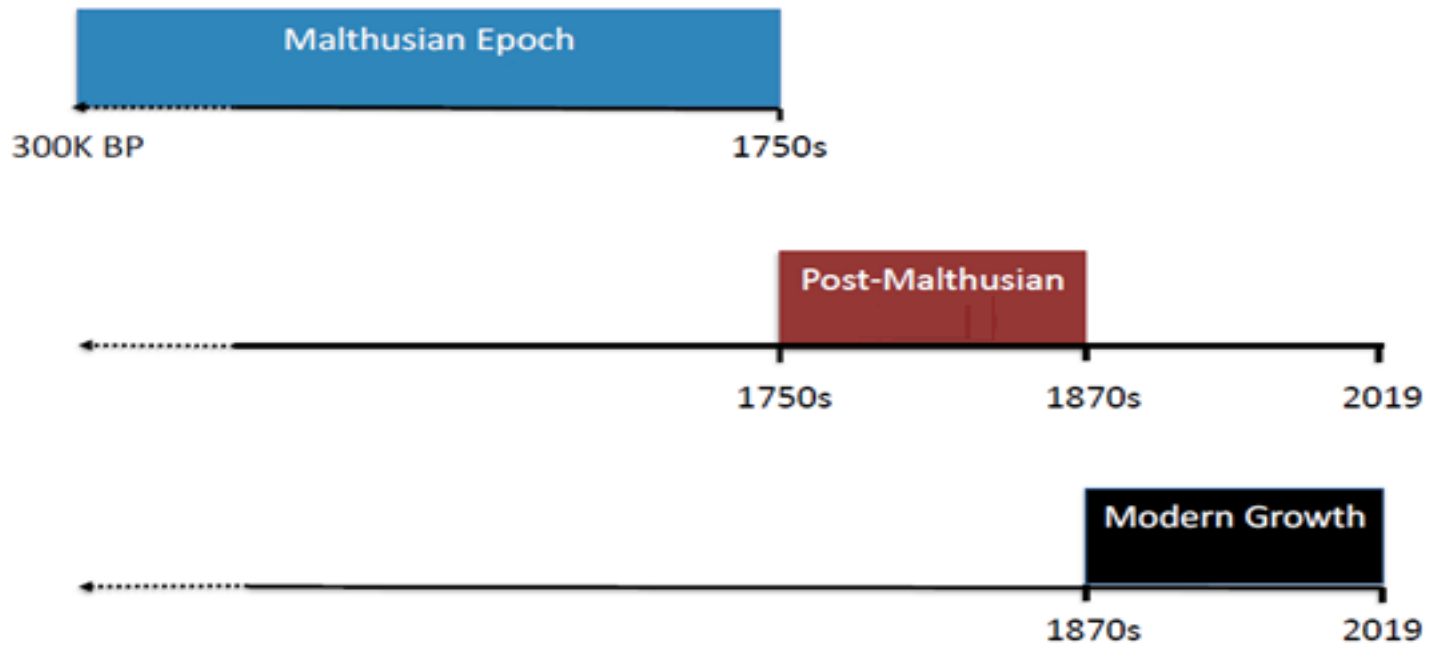 Malthusian Epoch
300K BP 1750s
Post-Malthusian
1750s 1870s 2019
Modern Growth
1870s 2019